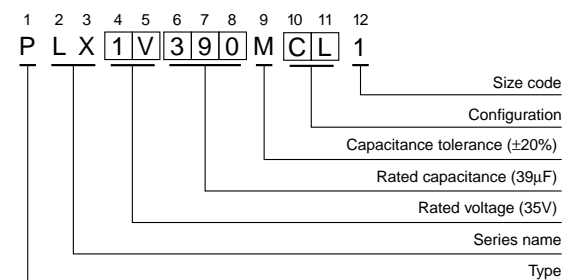 1 2 3 4 5 6 7 8 9 10 11 12
P L X 1 V 3 9 0 M C L 1
Size code
Configuration
Capacitance tolerance (±20%)
Rated capacitance (39µF)
Rated voltage (35V)
Series name
Type